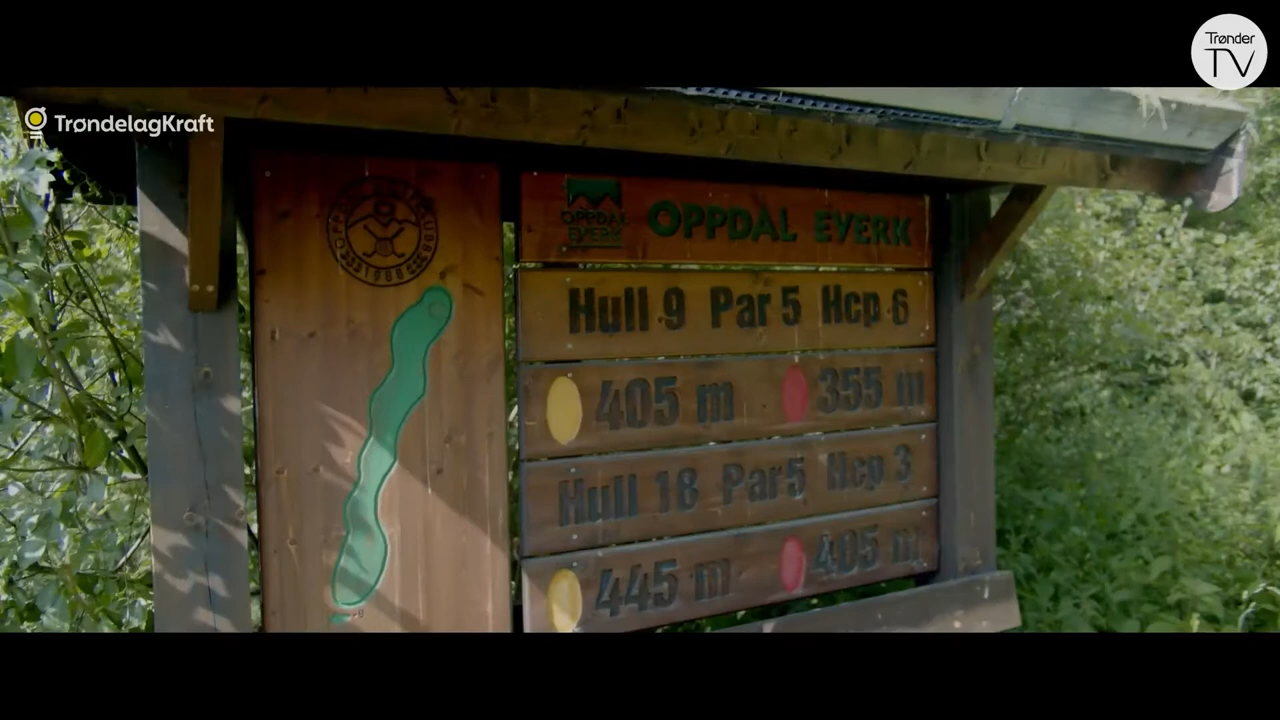 Trønder
TV
TrøndelagKraft
OPPDAL
EVERK
OPPDAL EVERK
1988
Hull 9 Par 5 Hcp 6
405 m 355 m
Hull 18 Par 5 Hcp 3
445 m 405 m